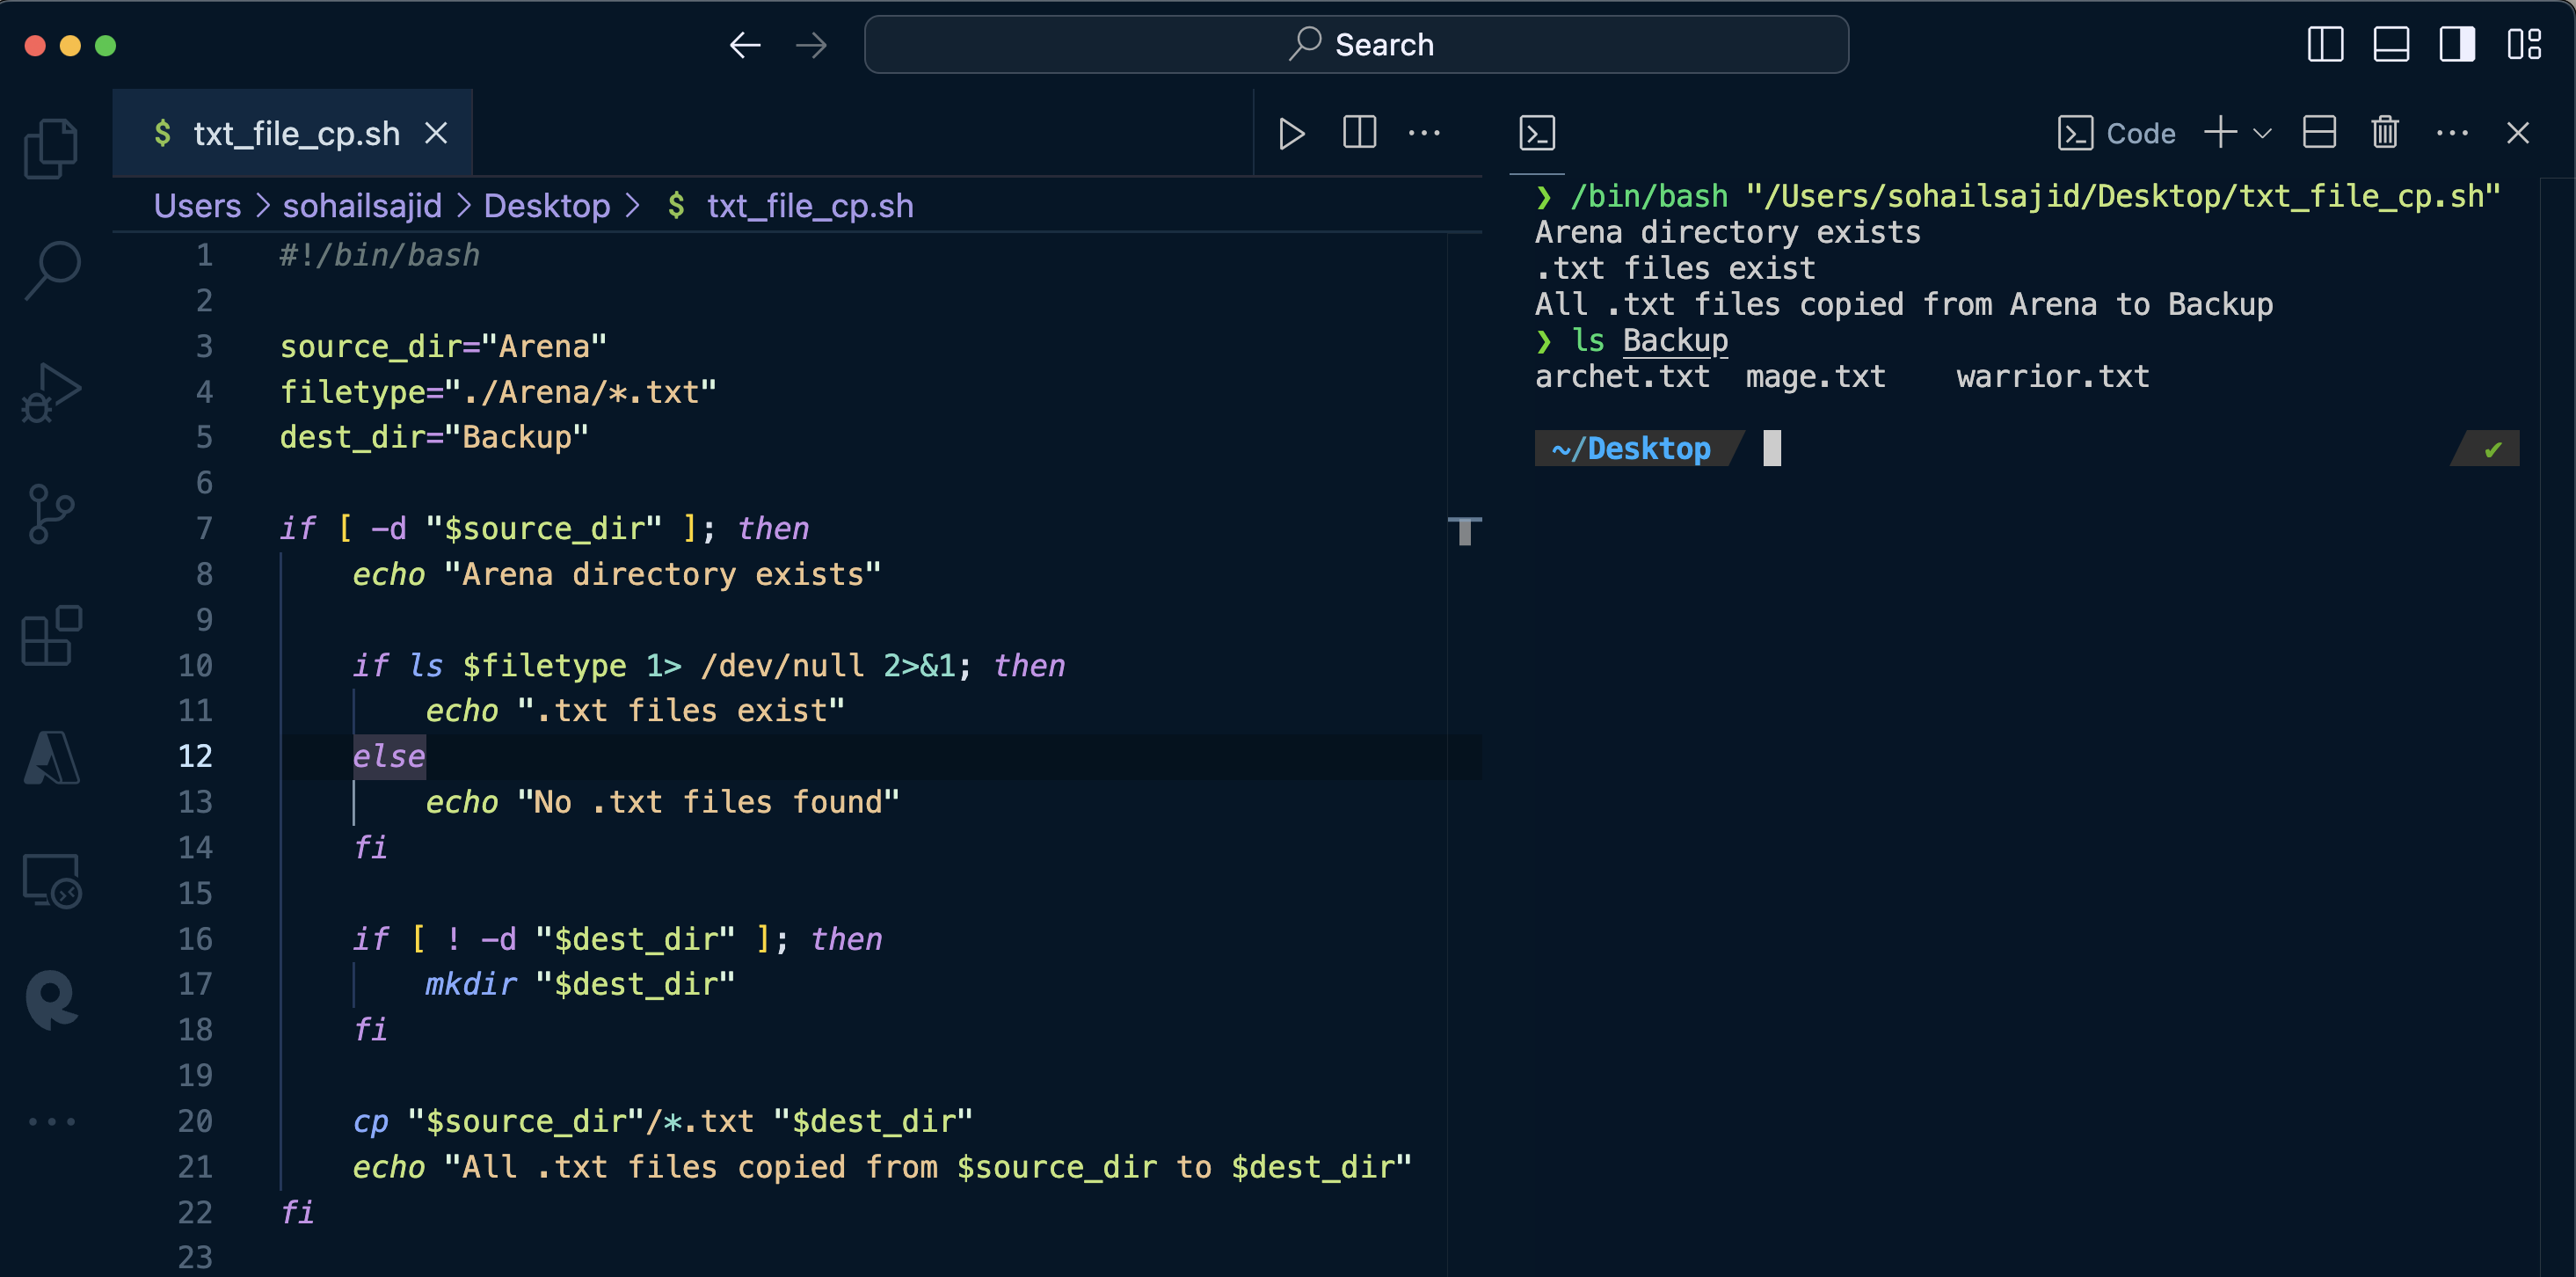 Search
$ txt_file_cp.sh
Users > sohailsajid > Desktop > $ txt_file_cp.sh
1 #!/bin/bash
2
3 source_dir="Arena"
4 filetype="./Arena/*.txt"
5 dest_dir="Backup"
6
7 if [ -d "$source_dir" ]; then
8 echo "Arena directory exists"
9
10 if ls $filetype 1> /dev/null 2>&1; then
11 echo ".txt files exist"
12 else
13 echo "No .txt files found"
14 fi
15
16 if [ ! -d "$dest_dir" ]; then
17 mkdir "$dest_dir"
18 fi
19
20 cp "$source_dir"/*.txt "$dest_dir"
21 echo "All .txt files copied from $source_dir to $dest_dir"
22 fi
23
Code
❯ /bin/bash "/Users/sohailsajid/Desktop/txt_file_cp.sh"
Arena directory exists
.txt files exist
All .txt files copied from Arena to Backup
❯ ls Backup
archet.txt mage.txt warrior.txt
~/Desktop ✔